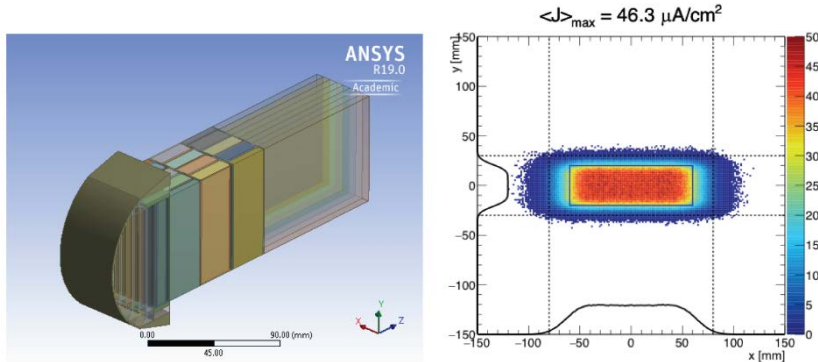 ANSYS
R19.0
Academic
0.00
90.00 (mm)
45.00
Y
X
Z
<J>max = 46.3 μA/cm²
y [mm]
150
100
50
0
−50
−100
−150
−150
−100
−50
0
50
100
150
x [mm]
50
45
40
35
30
25
20
15
10
5
0